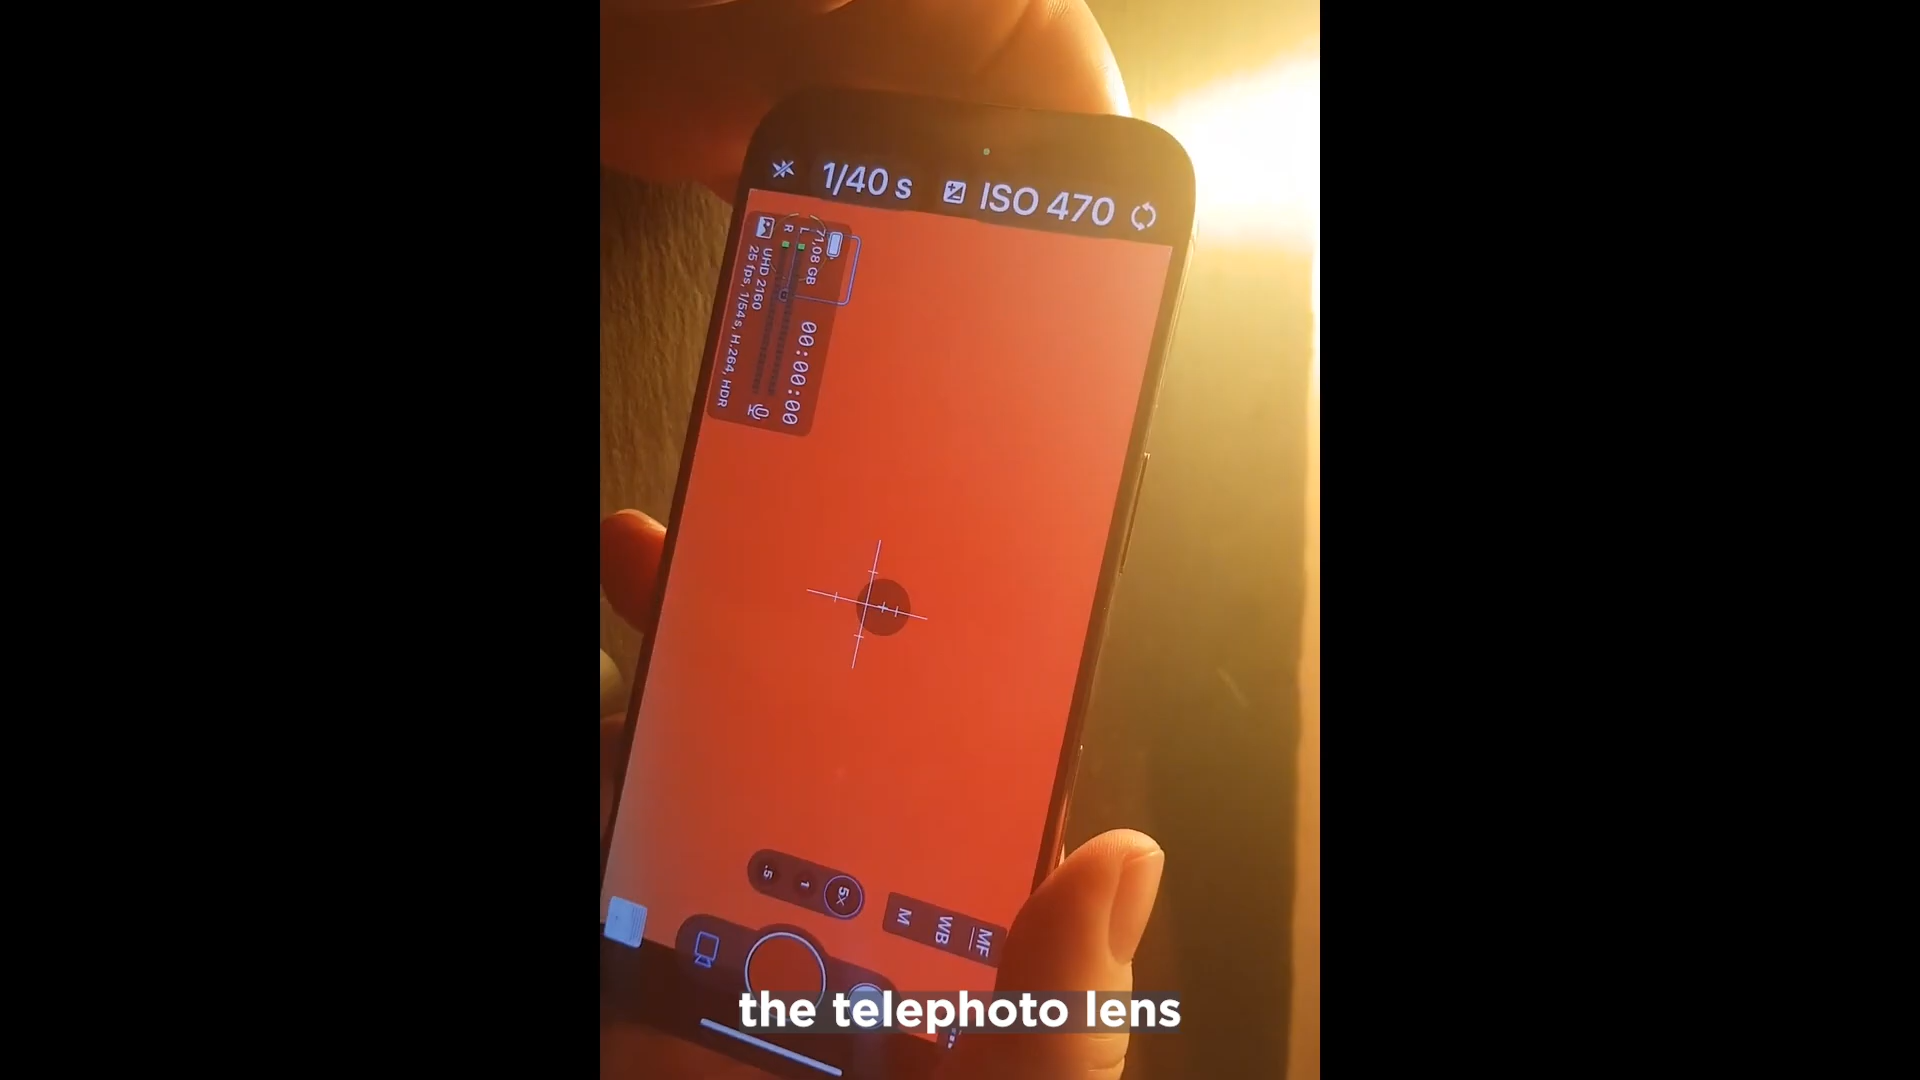 1/40 s
ISO 470
71,08 GB
L
R
00:00:00
UHD 2160
25 fps, 1/54s, H.264, HDR
.5
1
5X
MF
WB
M
the telephoto lens